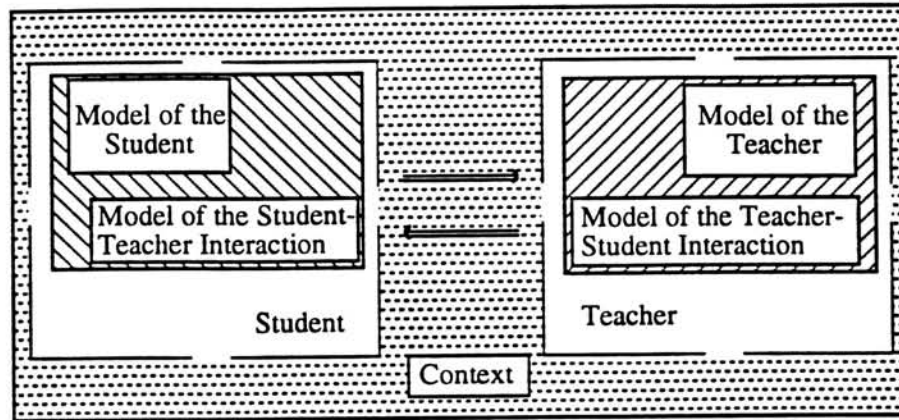 Model of the
Student
Model of the Student-
Teacher Interaction
Student
Model of the
Teacher
Model of the Teacher-
Student Interaction
Teacher
Context